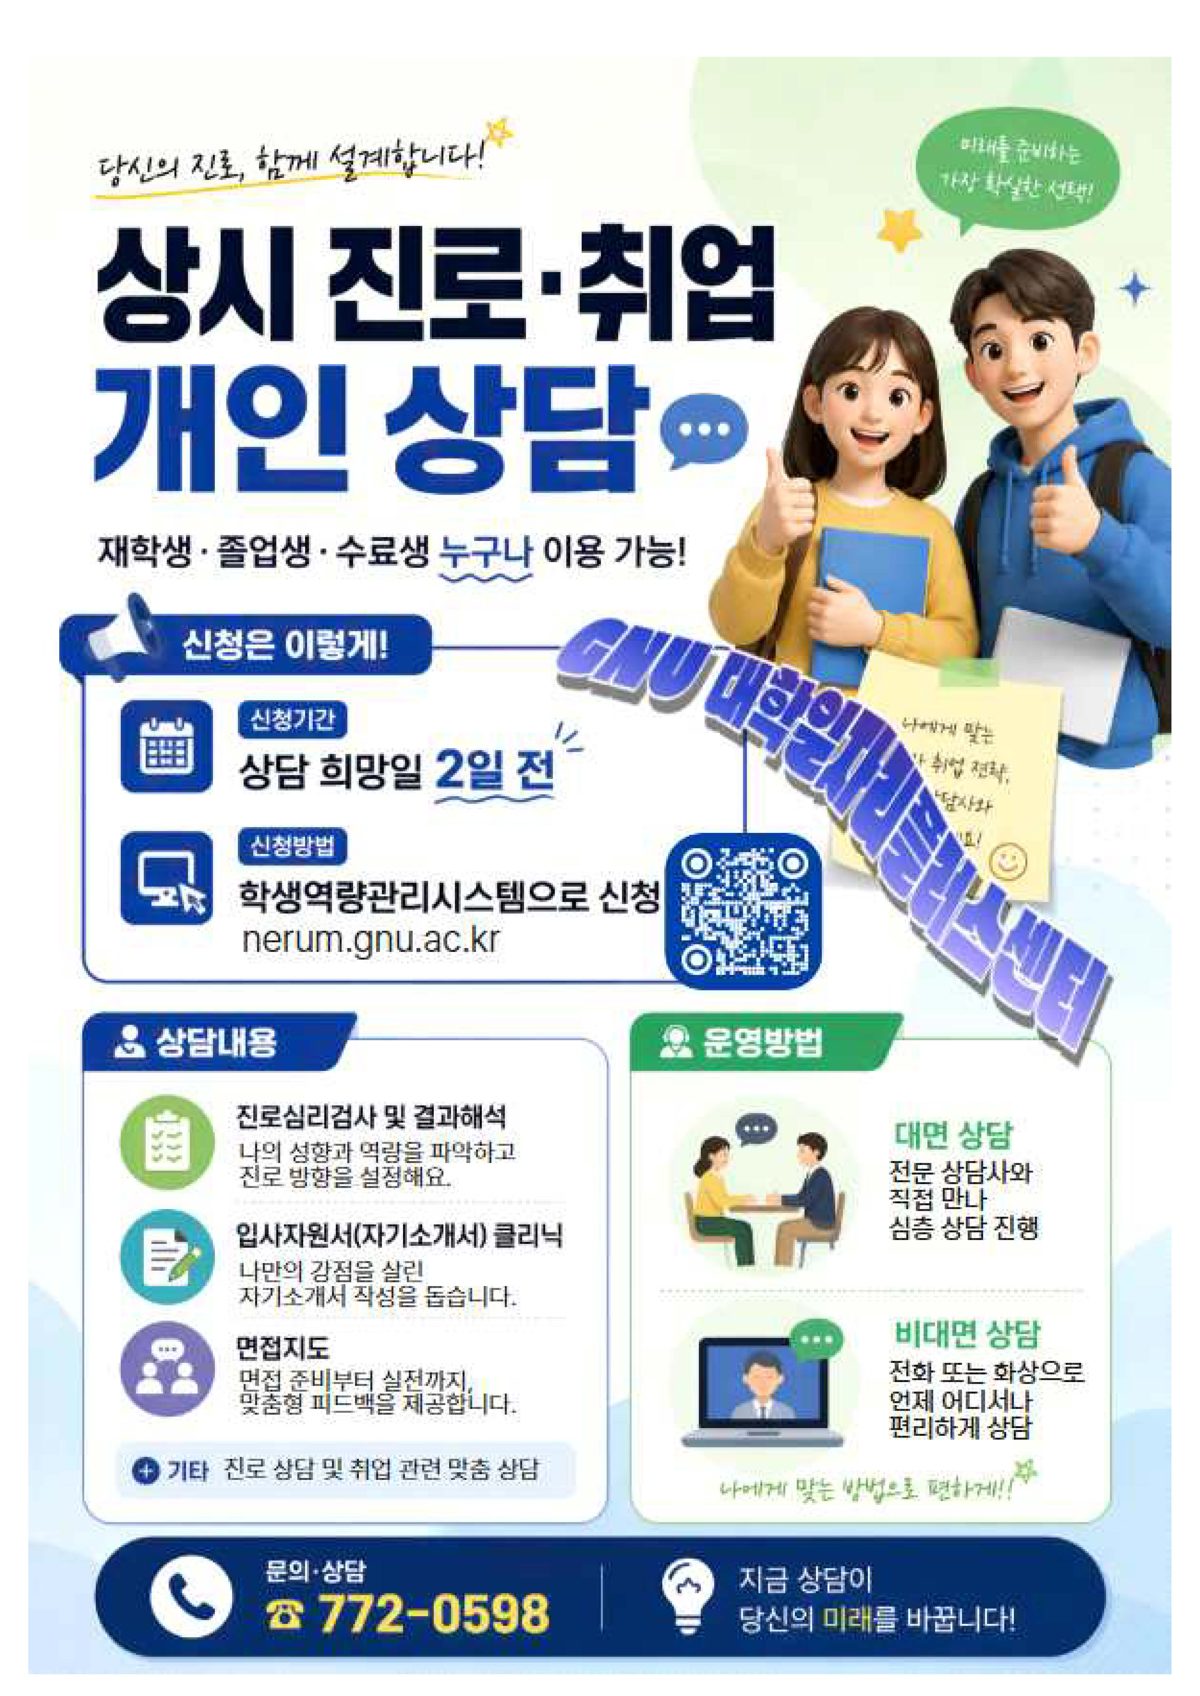 당신의 진로, 함께 설계합니다!
미래를 준비하는
가장 확실한 선택!
상시 진로·취업
개인 상담
재학생·졸업생·수료생 누구나 이용 가능!
신청은 이렇게!
신청기간
상담 희망일 2일 전
신청방법
학생역량관리시스템으로 신청
nerum.gnu.ac.kr
GNU 대학일자리플러스센터
나에게 맞는
취업 전략,
담사와
상담내용
진로심리검사 및 결과해석
나의 성향과 역량을 파악하고
진로 방향을 설정해요.
입사자원서(자기소개서) 클리닉
나만의 강점을 살린
자기소개서 작성을 돕습니다.
면접지도
면접 준비부터 실전까지,
맞춤형 피드백을 제공합니다.
기타 진로 상담 및 취업 관련 맞춤 상담
운영방법
대면 상담
전문 상담사와
직접 만나
심층 상담 진행
비대면 상담
전화 또는 화상으로
언제 어디서나
편리하게 상담
나에게 맞는 방법으로 편하게!!
문의·상담
☎ 772-0598
지금 상담이
당신의 미래를 바꿉니다!